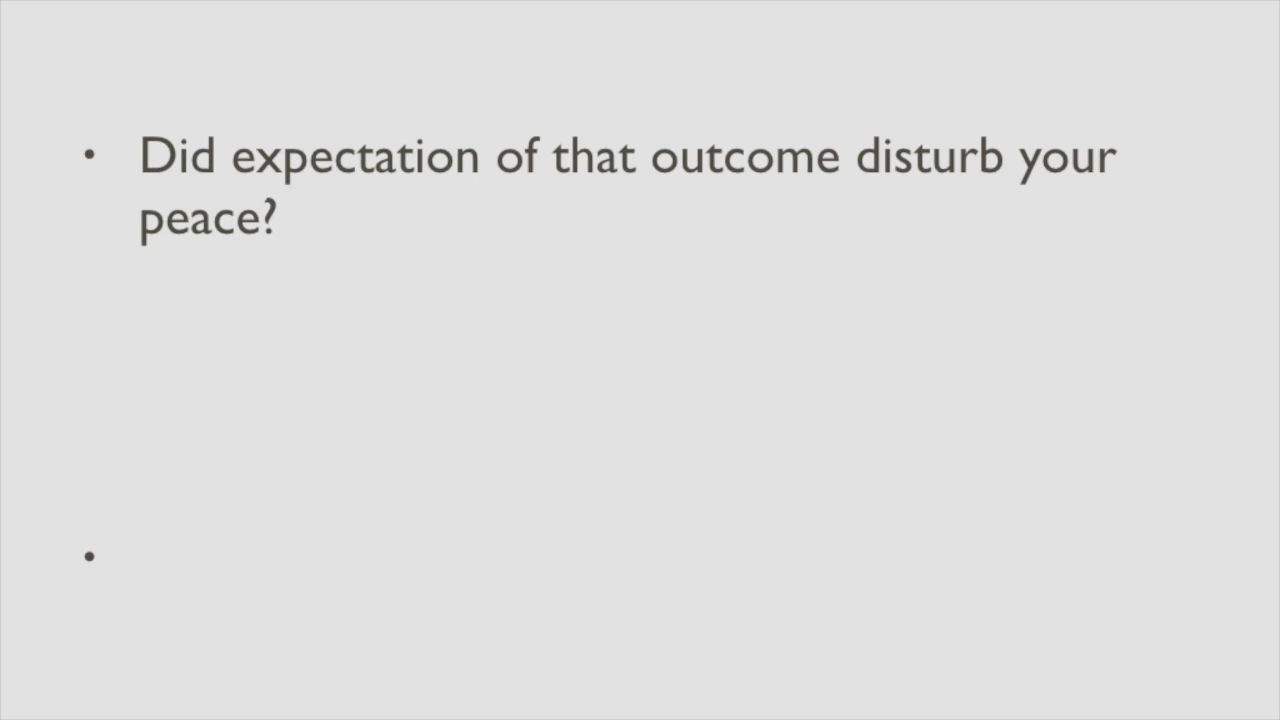 • Did expectation of that outcome disturb your
peace?
•